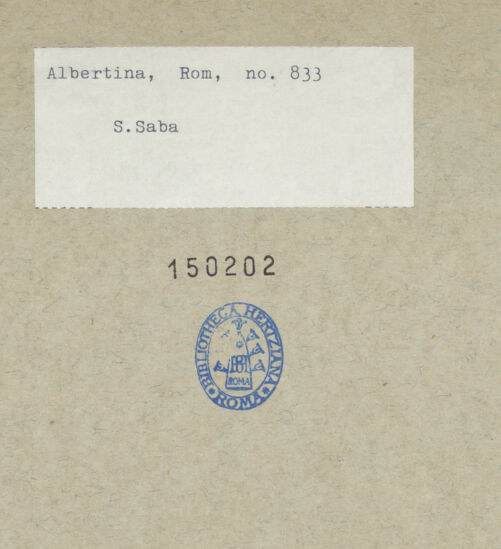 Albertina, Rom, no. 833
S.Saba
150202
BIBLIOTHECA HERTZIANA
ROMA
• ROMA •